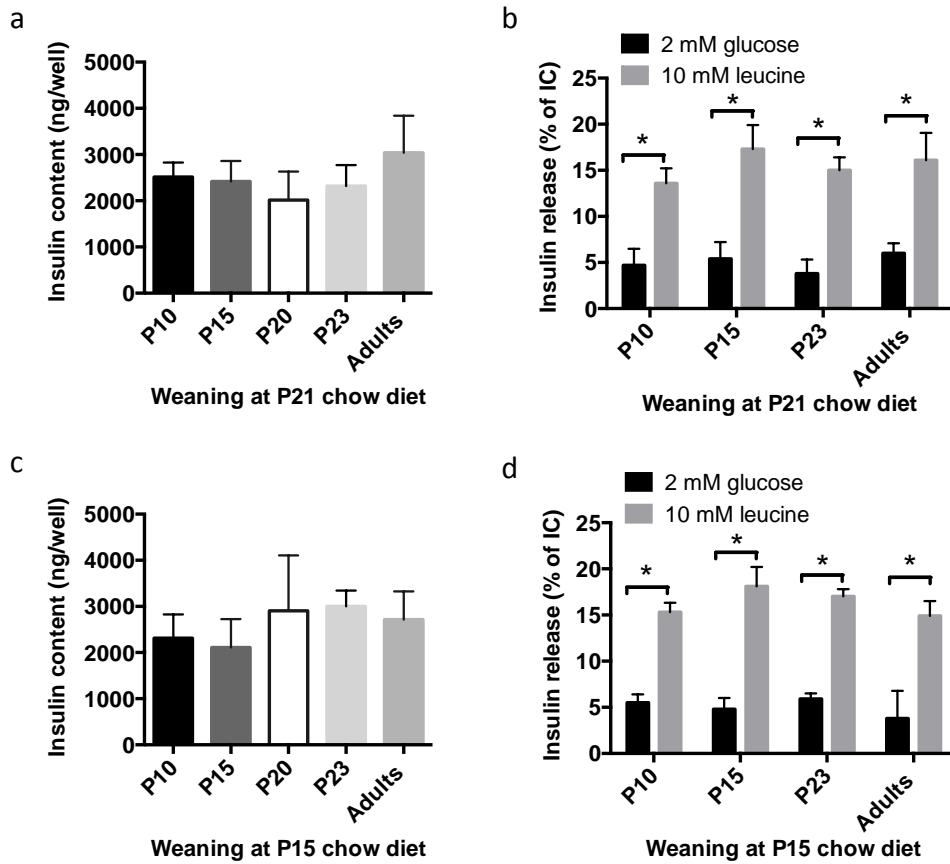 a
Insulin content (ng/well)
5000
4000
3000
2000
1000
0
P10
P15
P20
P23
Adults
Weaning at P21 chow diet
b
2 mM glucose
10 mM leucine
Insulin release (% of IC)
25
20
15
10
5
0
*
*
*
*
P10
P15
P23
Adults
Weaning at P21 chow diet
c
Insulin content (ng/well)
5000
4000
3000
2000
1000
0
P10
P15
P20
P23
Adults
Weaning at P15 chow diet
d
2 mM glucose
10 mM leucine
Insulin release (% of IC)
25
20
15
10
5
0
*
*
*
*
P10
P15
P23
Adults
Weaning at P15 chow diet